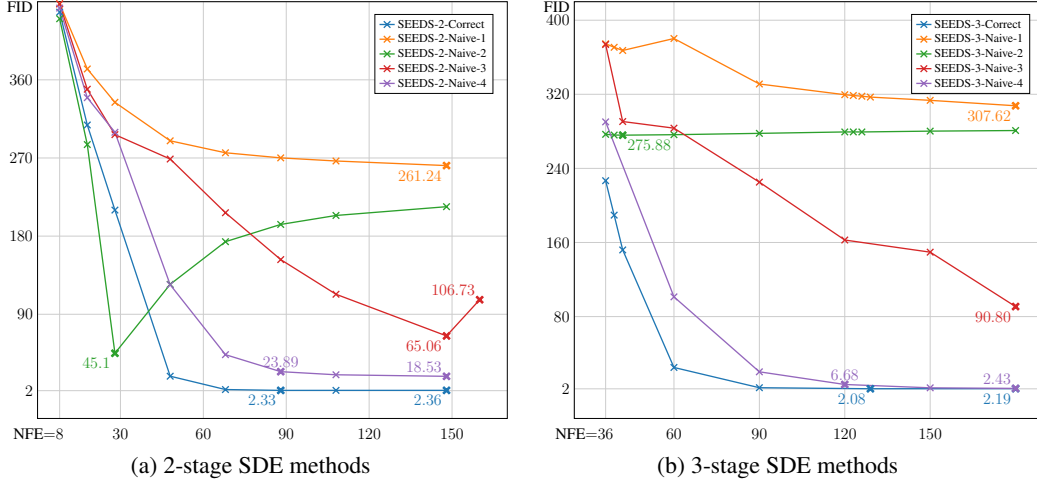 FID
SEEDS-2-Correct
SEEDS-2-Naive-1
SEEDS-2-Naive-2
SEEDS-2-Naive-3
SEEDS-2-Naive-4
360
270
180
90
2
261.24
106.73
65.06
45.1
23.89
18.53
2.33
2.36
NFE=8
30
60
90
120
150
(a) 2-stage SDE methods
FID
SEEDS-3-Correct
SEEDS-3-Naive-1
SEEDS-3-Naive-2
SEEDS-3-Naive-3
SEEDS-3-Naive-4
400
320
240
160
80
2
307.62
275.88
90.80
6.68
2.43
2.08
2.19
NFE=36
60
90
120
150
(b) 3-stage SDE methods